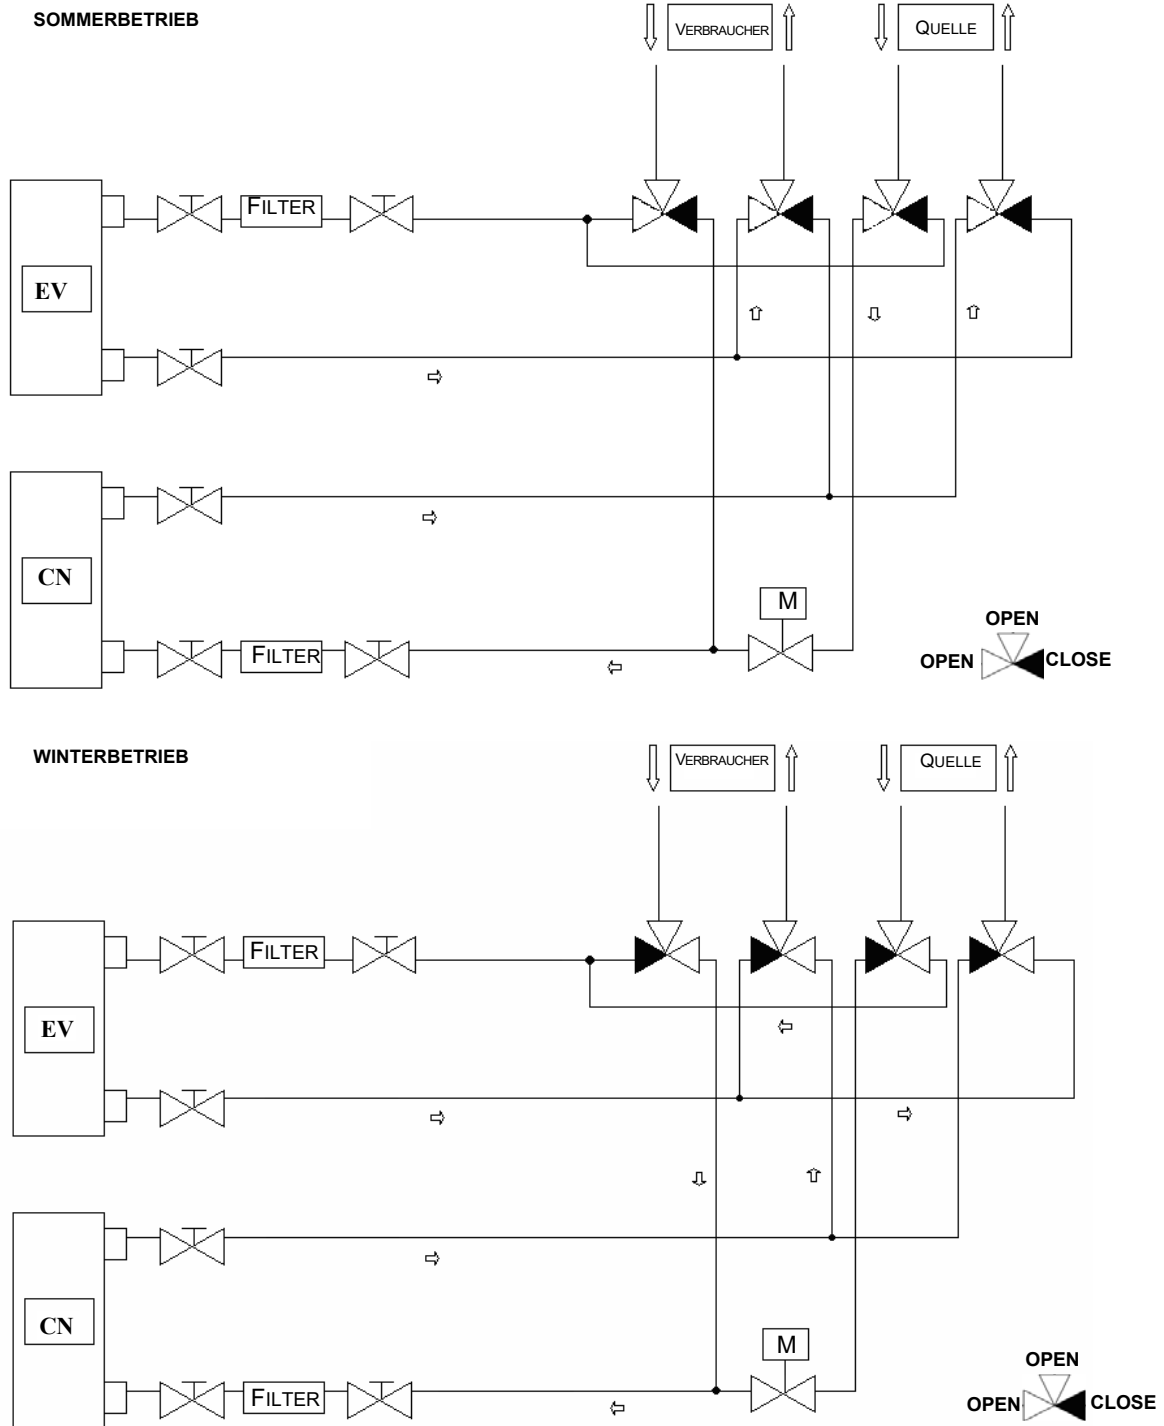 SOMMERBETRIEB
VERBRAUCHER
QUELLE
FILTER
EV
CN
M
FILTER
OPEN
OPEN
CLOSE
WINTERBETRIEB
VERBRAUCHER
QUELLE
FILTER
EV
CN
M
FILTER
OPEN
OPEN
CLOSE